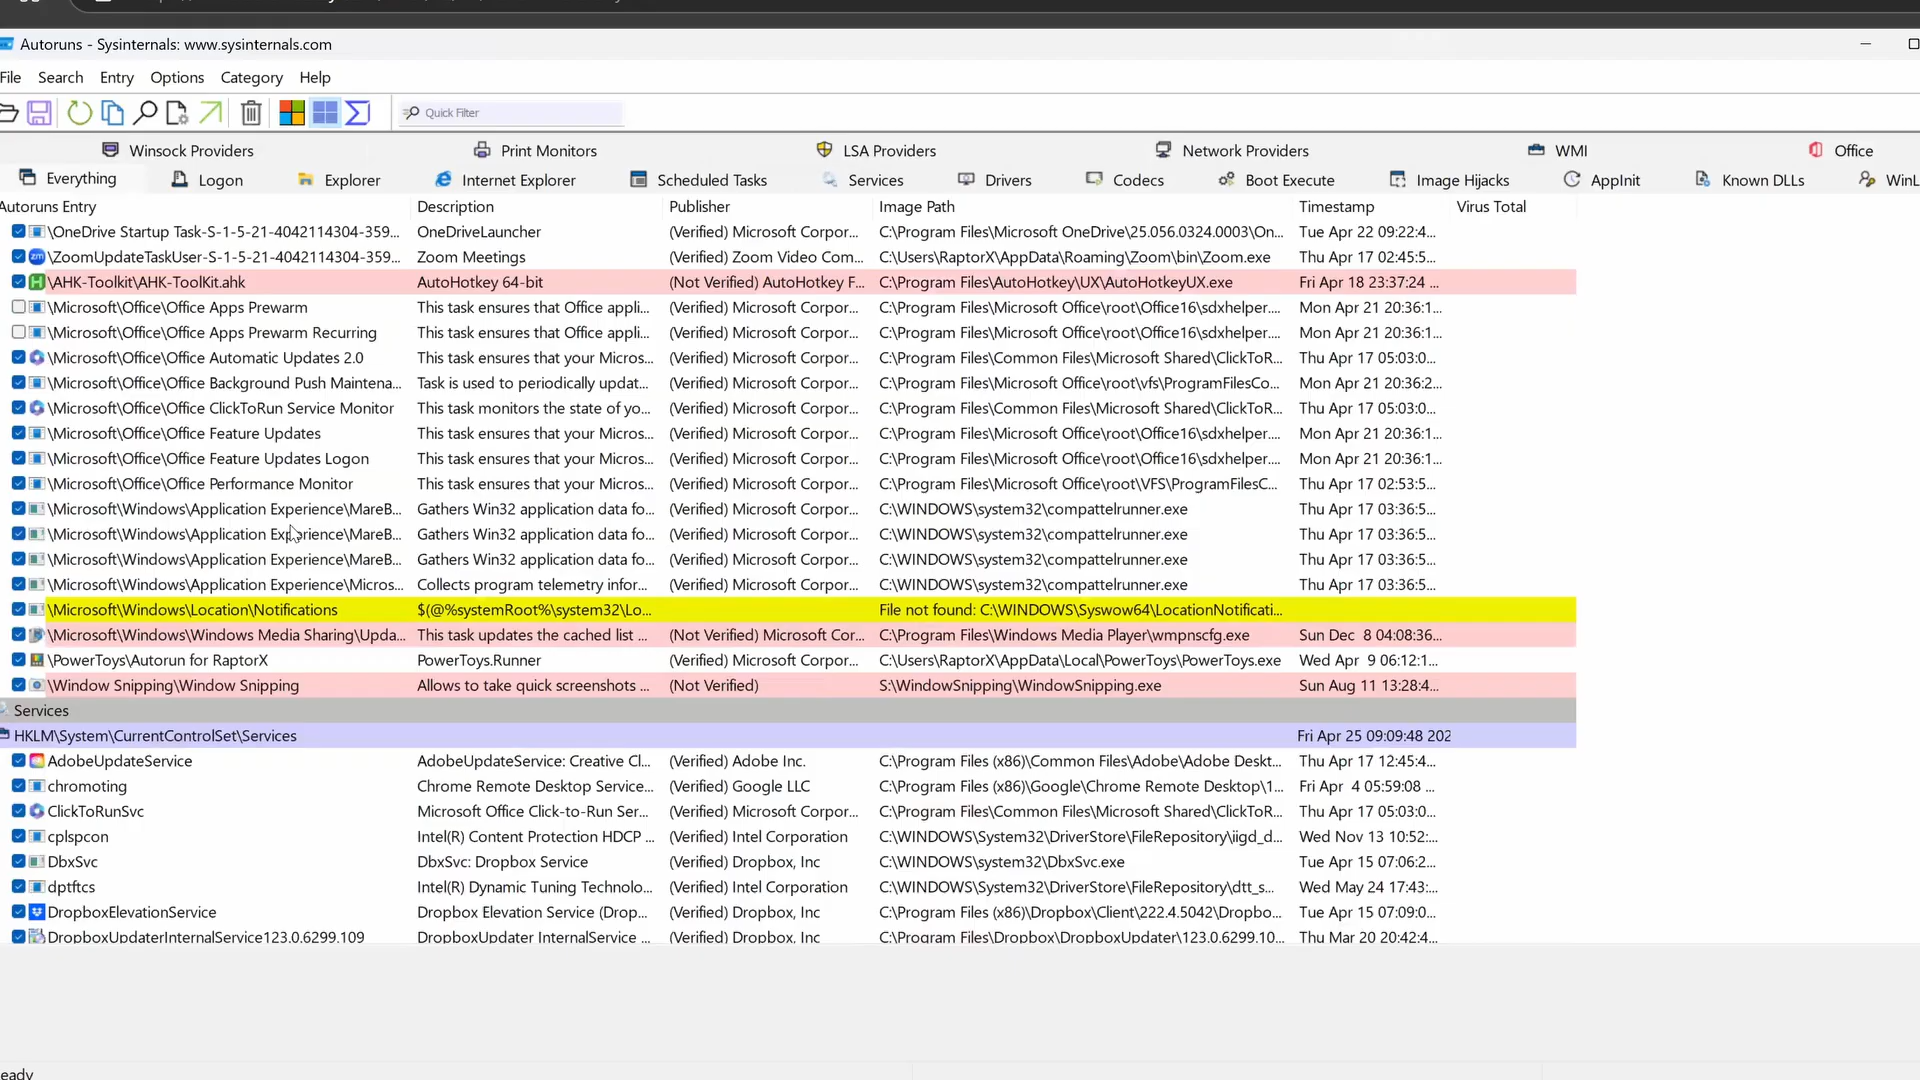 Autoruns - Sysinternals: www.sysinternals.com
File Search Entry Options Category Help
Quick Filter
Winsock Providers Print Monitors LSA Providers Network Providers WMI Office
Everything Logon Explorer Internet Explorer Scheduled Tasks Services Drivers Codecs Boot Execute Image Hijacks AppInit Known DLLs WinL
Autoruns Entry Description Publisher Image Path Timestamp Virus Total
\OneDrive Startup Task-S-1-5-21-4042114304-359... OneDriveLauncher (Verified) Microsoft Corpor... C:\Program Files\Microsoft OneDrive\25.056.0324.0003\On... Tue Apr 22 09:22:4...
\ZoomUpdateTaskUser-S-1-5-21-4042114304-359... Zoom Meetings (Verified) Zoom Video Com... C:\Users\RaptorX\AppData\Roaming\Zoom\bin\Zoom.exe Thu Apr 17 02:45:5...
\AHK-Toolkit\AHK-ToolKit.ahk AutoHotkey 64-bit (Not Verified) AutoHotkey F... C:\Program Files\AutoHotkey\UX\AutoHotkeyUX.exe Fri Apr 18 23:37:24 ...
\Microsoft\Office\Office Apps Prewarm This task ensures that Office appli... (Verified) Microsoft Corpor... C:\Program Files\Microsoft Office\root\Office16\sdxhelper.... Mon Apr 21 20:36:1...
\Microsoft\Office\Office Apps Prewarm Recurring This task ensures that Office appli... (Verified) Microsoft Corpor... C:\Program Files\Microsoft Office\root\Office16\sdxhelper.... Mon Apr 21 20:36:1...
\Microsoft\Office\Office Automatic Updates 2.0 This task ensures that your Micros... (Verified) Microsoft Corpor... C:\Program Files\Common Files\Microsoft Shared\ClickToR... Thu Apr 17 05:03:0...
\Microsoft\Office\Office Background Push Maintena... Task is used to periodically updat... (Verified) Microsoft Corpor... C:\Program Files\Microsoft Office\root\vfs\ProgramFilesCo... Mon Apr 21 20:36:2...
\Microsoft\Office\Office ClickToRun Service Monitor This task monitors the state of yo... (Verified) Microsoft Corpor... C:\Program Files\Common Files\Microsoft Shared\ClickToR... Thu Apr 17 05:03:0...
\Microsoft\Office\Office Feature Updates This task ensures that your Micros... (Verified) Microsoft Corpor... C:\Program Files\Microsoft Office\root\Office16\sdxhelper.... Mon Apr 21 20:36:1...
\Microsoft\Office\Office Feature Updates Logon This task ensures that your Micros... (Verified) Microsoft Corpor... C:\Program Files\Microsoft Office\root\Office16\sdxhelper.... Mon Apr 21 20:36:1...
\Microsoft\Office\Office Performance Monitor This task ensures that your Micros... (Verified) Microsoft Corpor... C:\Program Files\Microsoft Office\root\VFS\ProgramFilesC... Thu Apr 17 02:53:5...
\Microsoft\Windows\Application Experience\MareB... Gathers Win32 application data fo... (Verified) Microsoft Corpor... C:\WINDOWS\system32\compattelrunner.exe Thu Apr 17 03:36:5...
\Microsoft\Windows\Application Experience\MareB... Gathers Win32 application data fo... (Verified) Microsoft Corpor... C:\WINDOWS\system32\compattelrunner.exe Thu Apr 17 03:36:5...
\Microsoft\Windows\Application Experience\MareB... Gathers Win32 application data fo... (Verified) Microsoft Corpor... C:\WINDOWS\system32\compattelrunner.exe Thu Apr 17 03:36:5...
\Microsoft\Windows\Application Experience\Micros... Collects program telemetry infor... (Verified) Microsoft Corpor... C:\WINDOWS\system32\compattelrunner.exe Thu Apr 17 03:36:5...
\Microsoft\Windows\Location\Notifications $(@%systemRoot%\system32\Lo... File not found: C:\WINDOWS\Syswow64\LocationNotificati...
\Microsoft\Windows\Windows Media Sharing\Upda... This task updates the cached list ... (Not Verified) Microsoft Cor... C:\Program Files\Windows Media Player\wmpnscfg.exe Sun Dec 8 04:08:36...
\PowerToys\Autorun for RaptorX PowerToys.Runner (Verified) Microsoft Corpor... C:\Users\RaptorX\AppData\Local\PowerToys\PowerToys.exe Wed Apr 9 06:12:1...
\Window Snipping\Window Snipping Allows to take quick screenshots ... (Not Verified) S:\WindowSnipping\WindowSnipping.exe Sun Aug 11 13:28:4...
Services
HKLM\System\CurrentControlSet\Services Fri Apr 25 09:09:48 202
AdobeUpdateService AdobeUpdateService: Creative Cl... (Verified) Adobe Inc. C:\Program Files (x86)\Common Files\Adobe\Adobe Deskt... Thu Apr 17 12:45:4...
chromoting Chrome Remote Desktop Service... (Verified) Google LLC C:\Program Files (x86)\Google\Chrome Remote Desktop\1... Fri Apr 4 05:59:08 ...
ClickToRunSvc Microsoft Office Click-to-Run Ser... (Verified) Microsoft Corpor... C:\Program Files\Common Files\Microsoft Shared\ClickToR... Thu Apr 17 05:03:0...
cplspcon Intel(R) Content Protection HDCP ... (Verified) Intel Corporation C:\WINDOWS\System32\DriverStore\FileRepository\iigd_d... Wed Nov 13 10:52:...
DbxSvc DbxSvc: Dropbox Service (Verified) Dropbox, Inc C:\WINDOWS\system32\DbxSvc.exe Tue Apr 15 07:06:2...
dptftcs Intel(R) Dynamic Tuning Technolo... (Verified) Intel Corporation C:\WINDOWS\System32\DriverStore\FileRepository\dtt_s... Wed May 24 17:43:...
DropboxElevationService Dropbox Elevation Service (Drop... (Verified) Dropbox, Inc C:\Program Files (x86)\Dropbox\Client\222.4.5042\Dropbo... Tue Apr 15 07:09:0...
DropboxUpdaterInternalService123.0.6299.109 DropboxUpdater InternalService ... (Verified) Dropbox, Inc C:\Program Files\Dropbox\DropboxUpdater\123.0.6299.10... Thu Mar 20 20:42:4...
eady